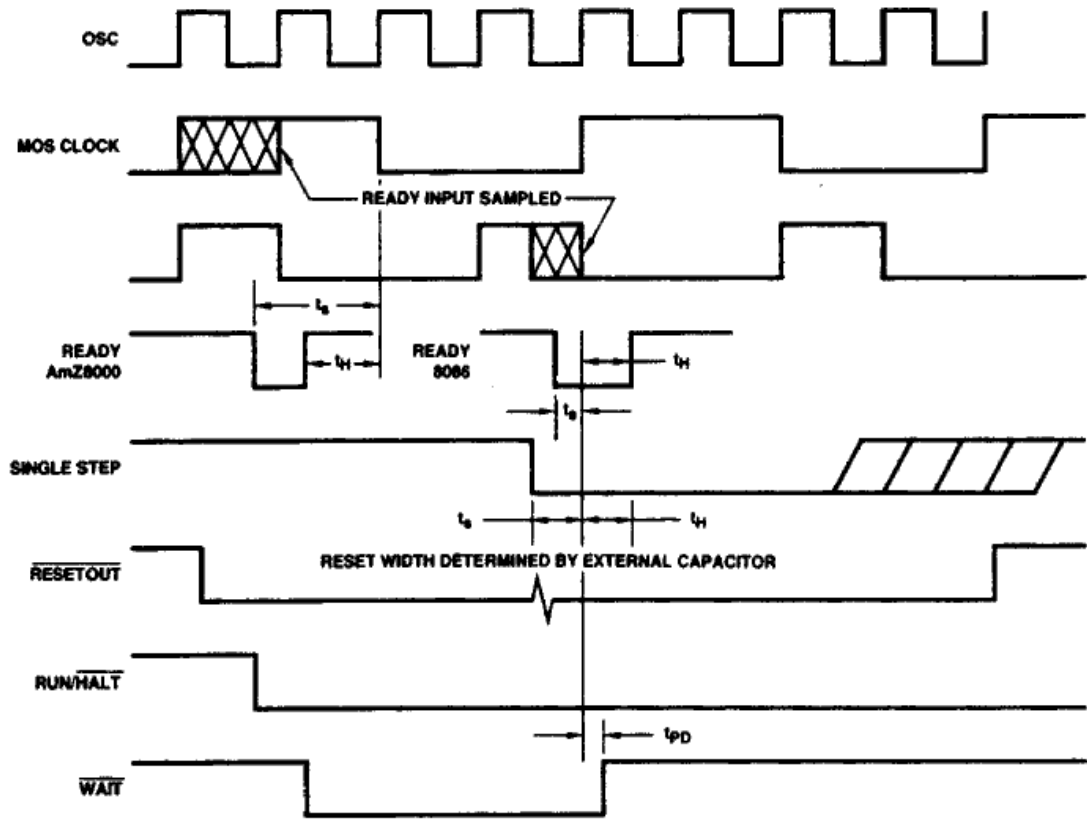 OSC
MOS CLOCK
READY INPUT SAMPLED
ts
READY
AmZ8000
tH
READY
8086
tH
ts
SINGLE STEP
ts
tH
RESET WIDTH DETERMINED BY EXTERNAL CAPACITOR
RESETOUT
RUN/HALT
tPD
WAIT